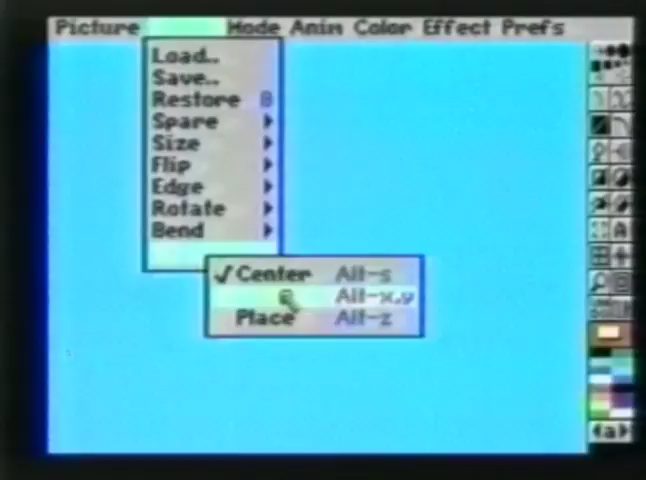 Picture Mode Anim Color Effect Prefs
Load..
Save..
Restore B
Spare
Size
Flip
Edge
Rotate
Bend
✓Center Alt-s
Alt-x,y
Place Alt-z
A
(a)